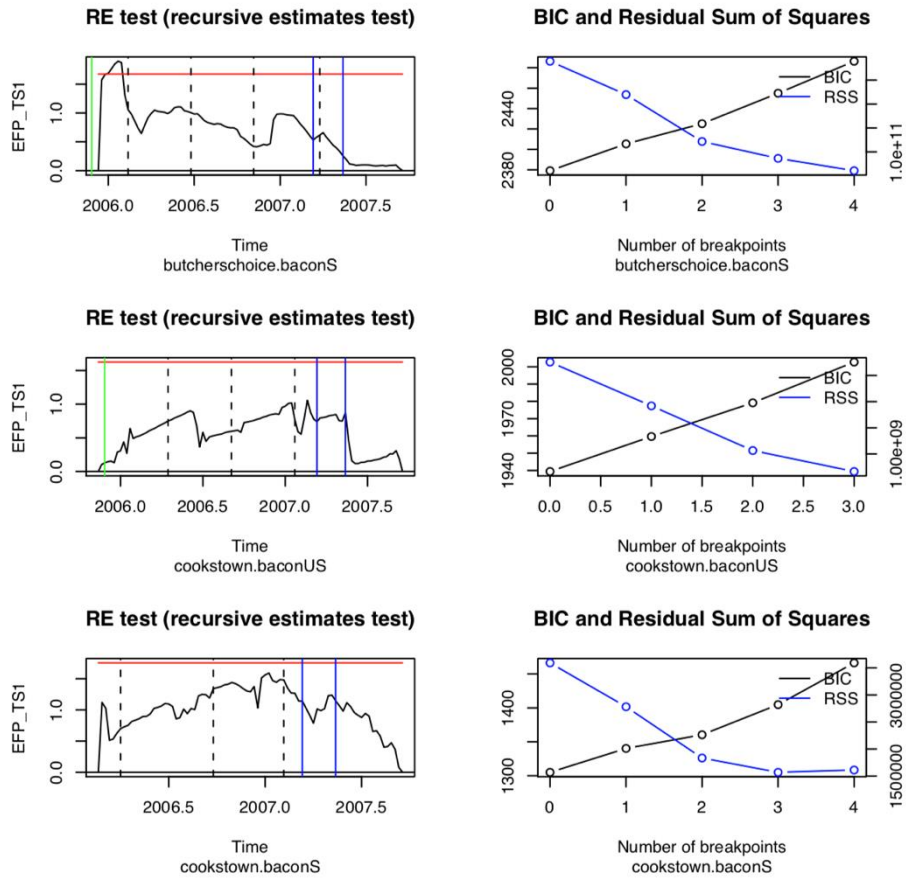 RE test (recursive estimates test)
EFP_TS1
0.0 1.0
2006.0 2006.5 2007.0 2007.5
Time
butcherschoice.baconS
BIC and Residual Sum of Squares
2380 2440
1.0e+11
BIC
RSS
0 1 2 3 4
Number of breakpoints
butcherschoice.baconS
RE test (recursive estimates test)
EFP_TS1
0.0 1.0
2006.0 2006.5 2007.0 2007.5
Time
cookstown.baconUS
BIC and Residual Sum of Squares
1940 1970 2000
1.00e+09
BIC
RSS
0.0 0.5 1.0 1.5 2.0 2.5 3.0
Number of breakpoints
cookstown.baconUS
RE test (recursive estimates test)
EFP_TS1
0.0 1.0
2006.5 2007.0 2007.5
Time
cookstown.baconS
BIC and Residual Sum of Squares
1300 1400
1500000 3000000
BIC
RSS
0 1 2 3 4
Number of breakpoints
cookstown.baconS